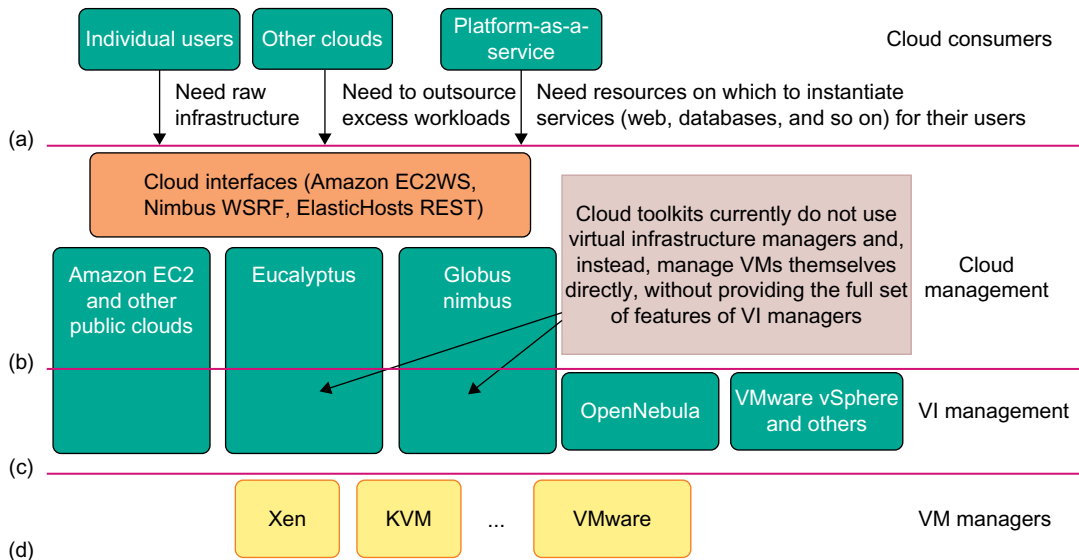 Individual users
Other clouds
Platform-as-a-
service
Cloud consumers
Need raw
infrastructure
Need to outsource
excess workloads
Need resources on which to instantiate
services (web, databases, and so on) for their users
(a)
Cloud interfaces (Amazon EC2WS,
Nimbus WSRF, ElasticHosts REST)
Cloud toolkits currently do not use
virtual infrastructure managers and,
instead, manage VMs themselves
directly, without providing the full set
of features of VI managers
Amazon EC2
and other
public clouds
Eucalyptus
Globus
nimbus
Cloud
management
(b)
OpenNebula
VMware vSphere
and others
VI management
(c)
Xen
KVM
...
VMware
VM managers
(d)